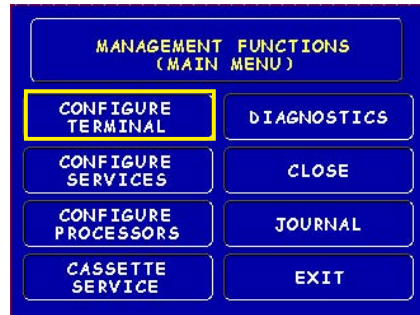 MANAGEMENT FUNCTIONS
(MAIN MENU)
CONFIGURE
TERMINAL
DIAGNOSTICS
CONFIGURE
SERVICES
CLOSE
CONFIGURE
PROCESSORS
JOURNAL
CASSETTE
SERVICE
EXIT